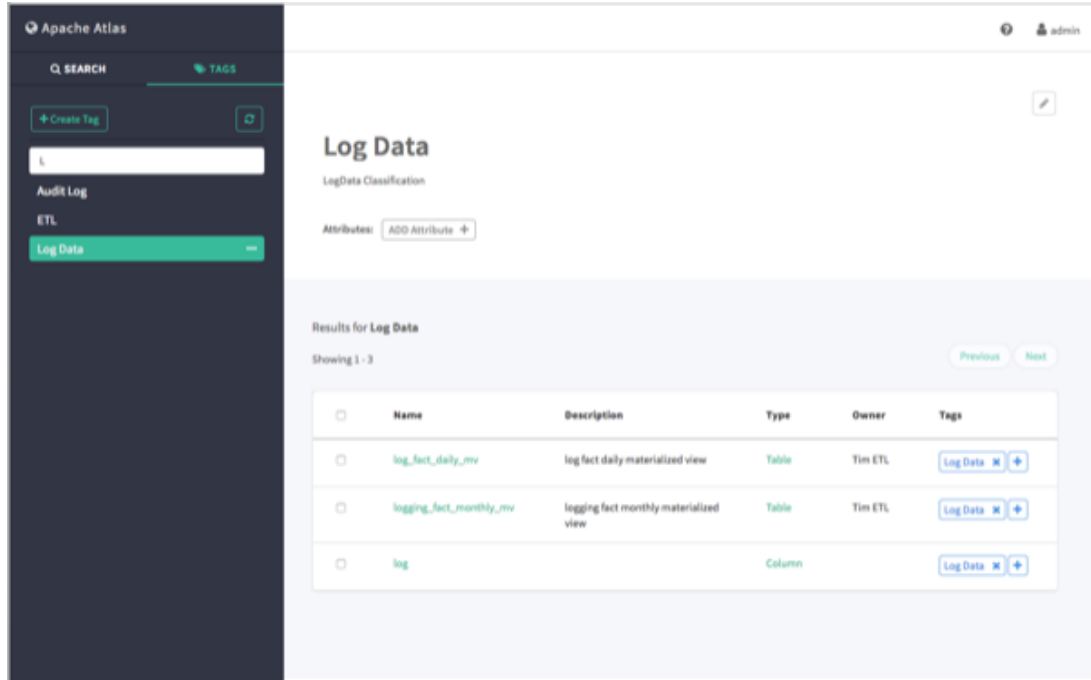 Apache Atlas
admin
SEARCH
TAGS
Create Tag
L
Audit Log
ETL
Log Data
Log Data
LogData Classification
Attributes: ADD Attribute
Results for Log Data
Showing 1 - 3
Previous Next
Name Description Type Owner Tags
log_fact_daily_mv log fact daily materialized view Table Tim ETL Log Data
logging_fact_monthly_mv logging fact monthly materialized Table Tim ETL Log Data
view
log Column Log Data